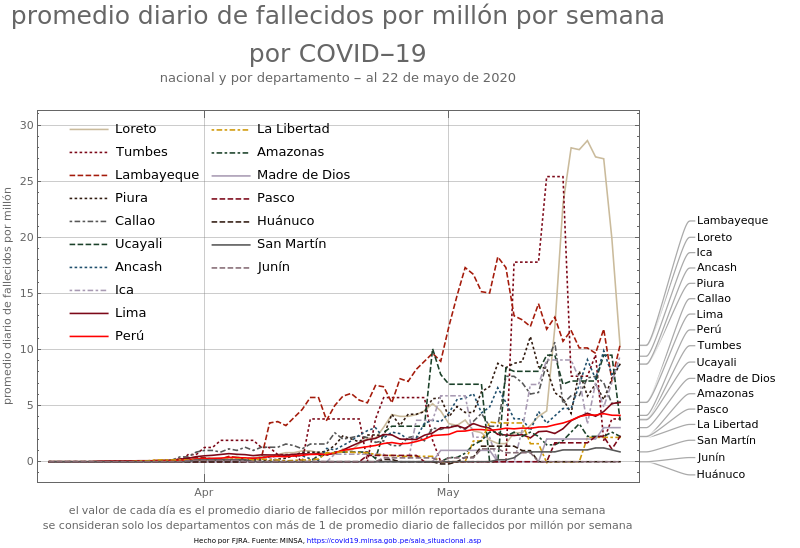 promedio diario de fallecidos por millón por semana
por COVID−19
nacional y por departamento − al 22 de mayo de 2020
promedio diario de fallecidos por millón
30
25
20
15
10
5
0
Loreto
Tumbes
Lambayeque
Piura
Callao
Ucayali
Ancash
Ica
Lima
Perú
La Libertad
Amazonas
Madre de Dios
Pasco
Huánuco
San Martín
Junín
Lambayeque
Loreto
Ica
Ancash
Piura
Callao
Lima
Perú
Tumbes
Ucayali
Madre de Dios
Amazonas
Pasco
La Libertad
San Martín
Junín
Huánuco
Apr
May
el valor de cada día es el promedio diario de fallecidos por millón reportados durante una semana
se consideran solo los departamentos con más de 1 de promedio diario de fallecidos por millón por semana
Hecho por FJRA. Fuente: MINSA, https://covid19.minsa.gob.pe/sala_situacional.asp